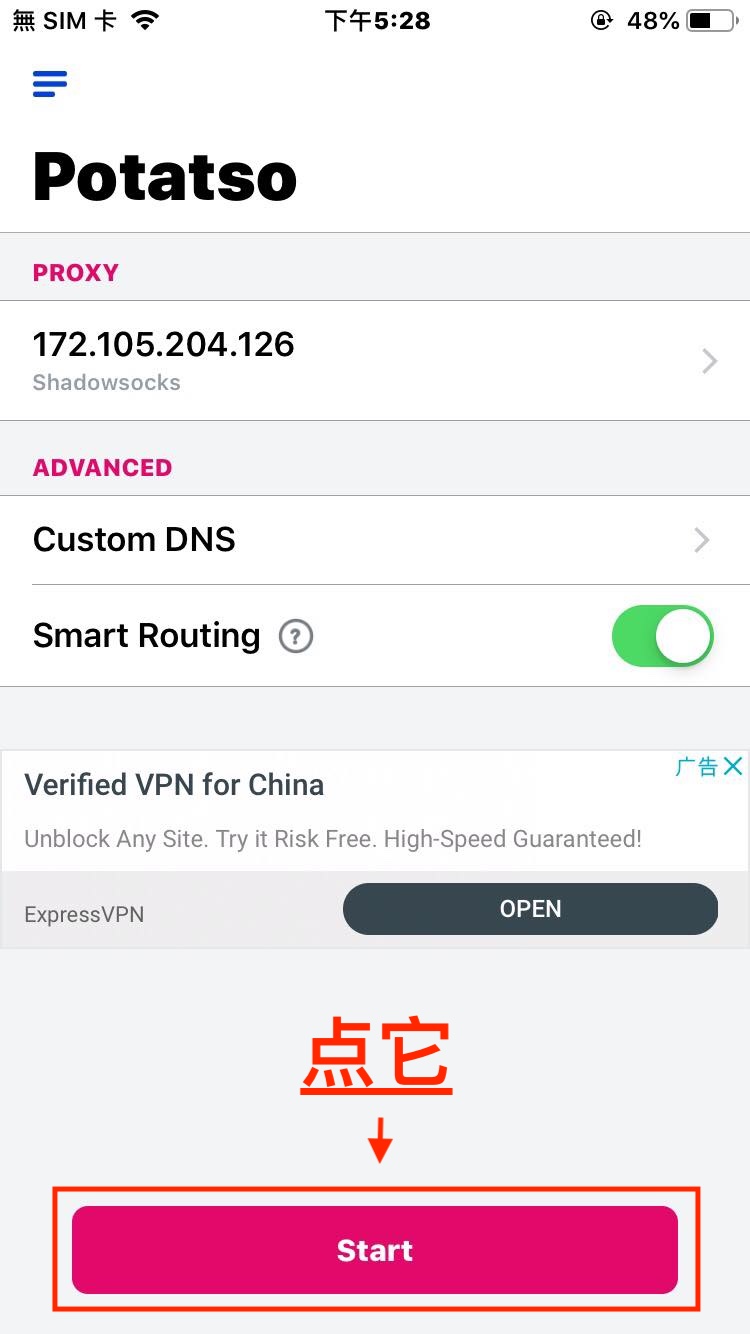 無 SIM 卡 下午5:28 48%
Potatso
PROXY
172.105.204.126
Shadowsocks
ADVANCED
Custom DNS
Smart Routing ?
广告
Verified VPN for China
Unblock Any Site. Try it Risk Free. High-Speed Guaranteed!
ExpressVPN OPEN
点它
Start